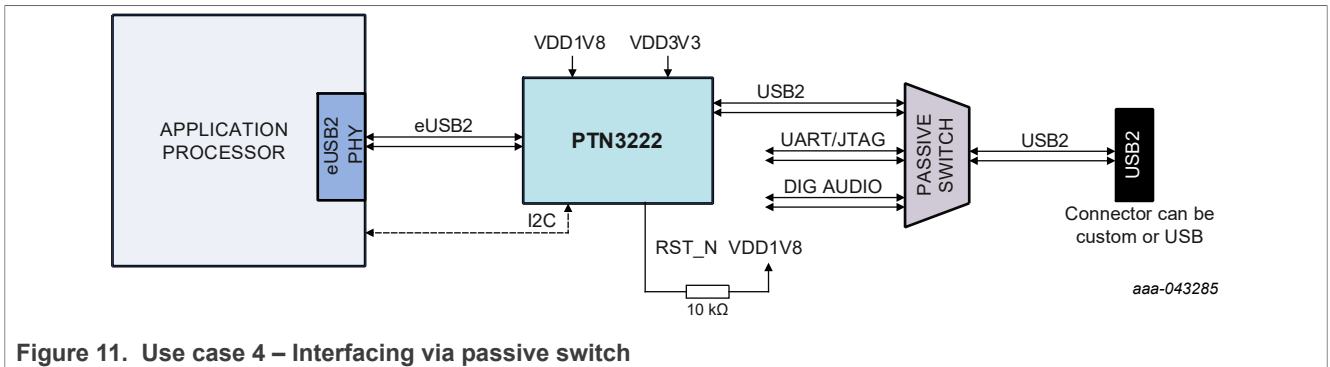 VDD1V8 VDD3V3
APPLICATION
PROCESSOR
eUSB2
PHY
eUSB2
I2C
PTN3222
RST_N VDD1V8
10 kΩ
USB2
UART/JTAG
DIG AUDIO
PASSIVE
SWITCH
USB2
USB2
Connector can be
custom or USB
aaa-043285
Figure 11. Use case 4 – Interfacing via passive switch